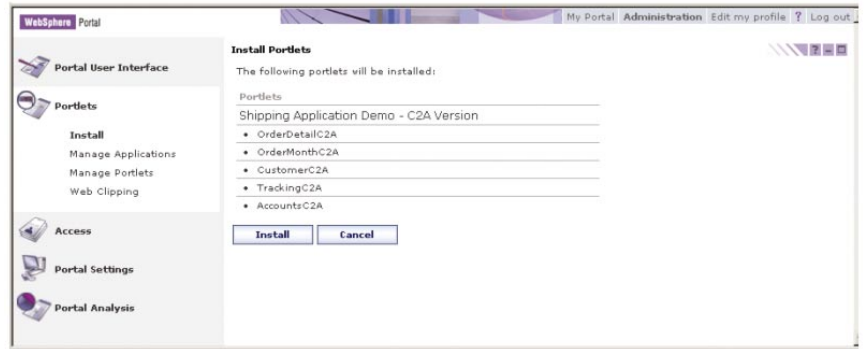 WebSphere Portal
My Portal Administration Edit my profile ? Log out
Portal User Interface
Portlets
Install
Manage Applications
Manage Portlets
Web Clipping
Access
Portal Settings
Portal Analysis
Install Portlets
?
The following portlets will be installed:
Portlets
Shipping Application Demo - C2A Version
• OrderDetailC2A
• OrderMonthC2A
• CustomerC2A
• TrackingC2A
• AccountsC2A
Install Cancel